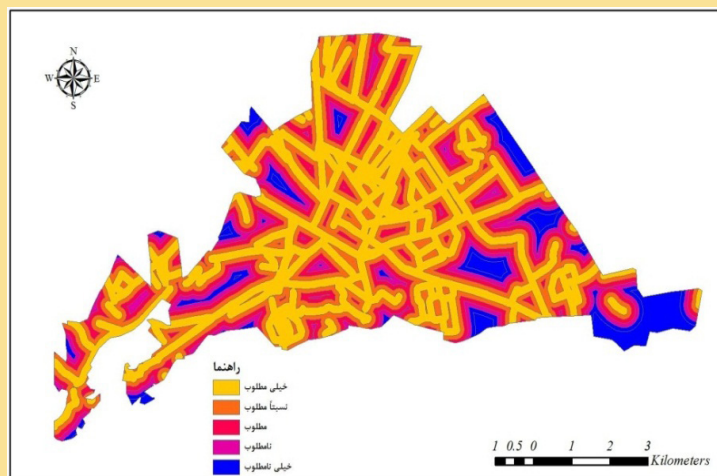 N
W E
S
راهنما
خیلی مطلوب
نسبتاً مطلوب
مطلوب
نامطلوب
خیلی نامطلوب
1 0.5 0 1 2 3
Kilometers